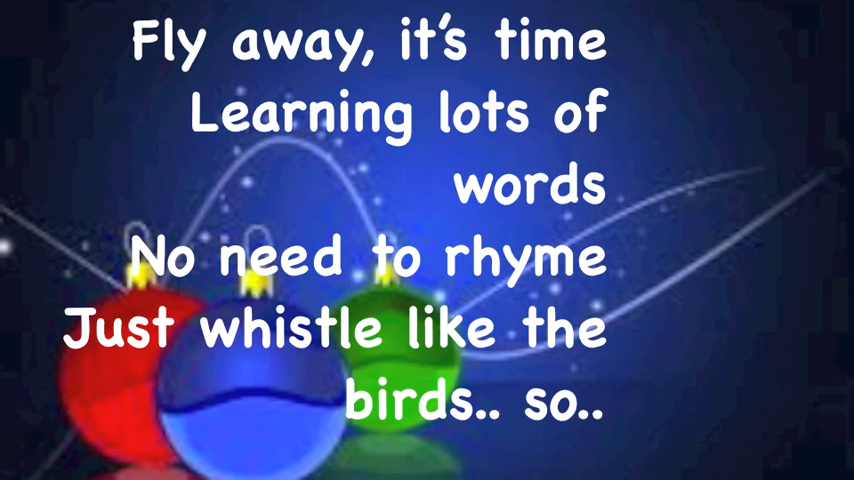 Fly away, it's time
Learning lots of
words
No need to rhyme
Just whistle like the
birds.. so..